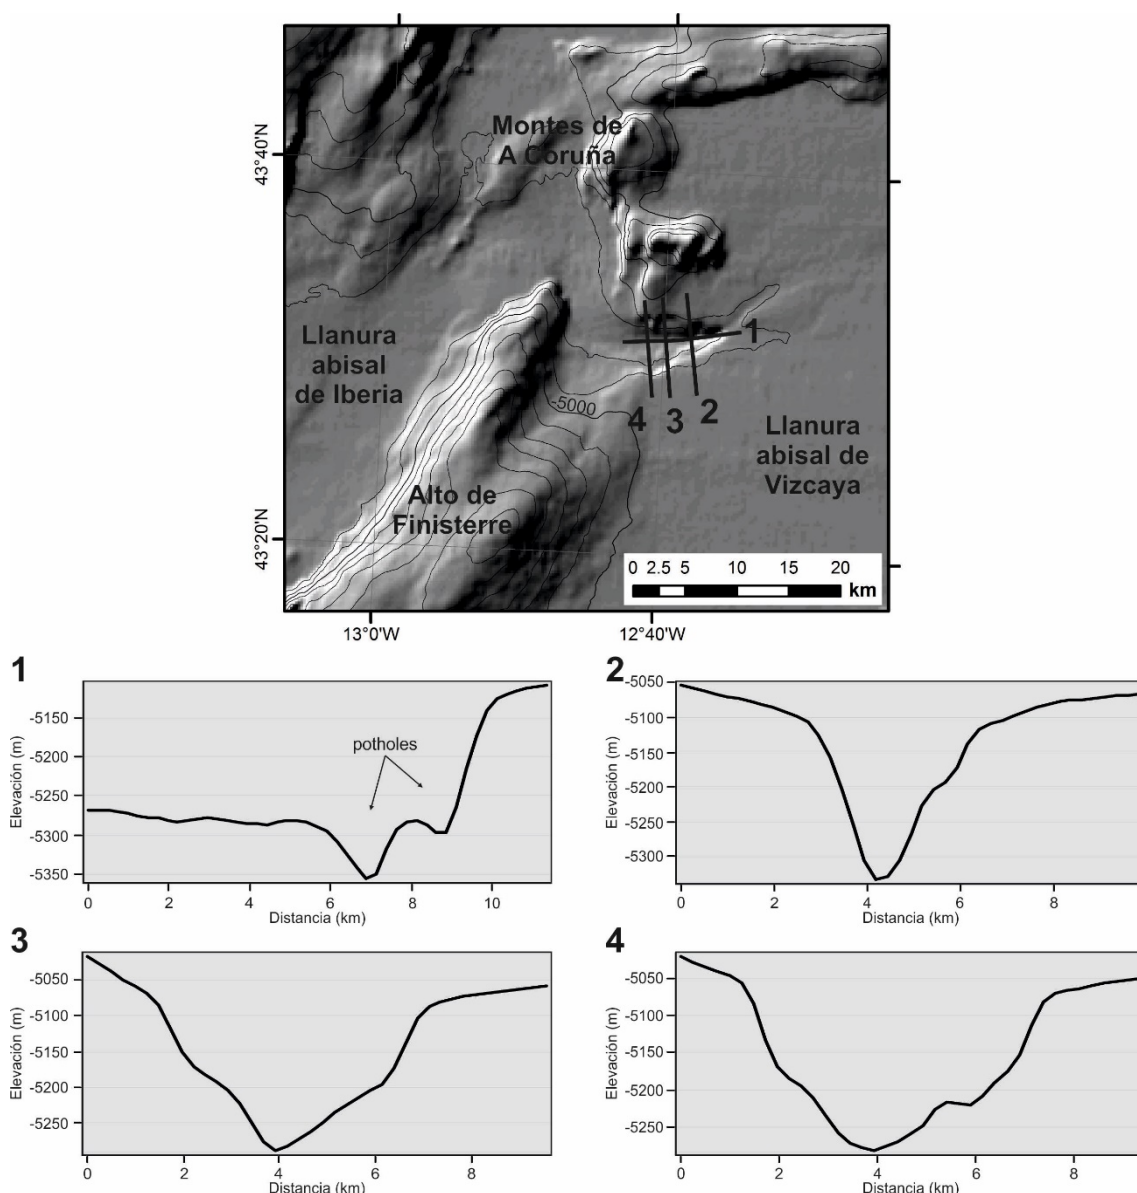 43°40'N
43°20'N
Montes de
A Coruña
Llanura
abisal
de Iberia
-5000
1
4 3 2
Llanura
abisal de
Vizcaya
Alto de
Finisterre
0 2.5 5 10 15 20
km
13°0'W 12°40'W
1
Elevación (m)
-5150
-5200
-5250
-5300
-5350
potholes
0 2 4 6 8 10
Distancia (km)
2
Elevación (m)
-5050
-5100
-5150
-5200
-5250
-5300
0 2 4 6 8
Distancia (km)
3
Elevación (m)
-5050
-5100
-5150
-5200
-5250
0 2 4 6 8
Distancia (km)
4
Elevación (m)
-5050
-5100
-5150
-5200
-5250
0 2 4 6 8
Distancia (km)